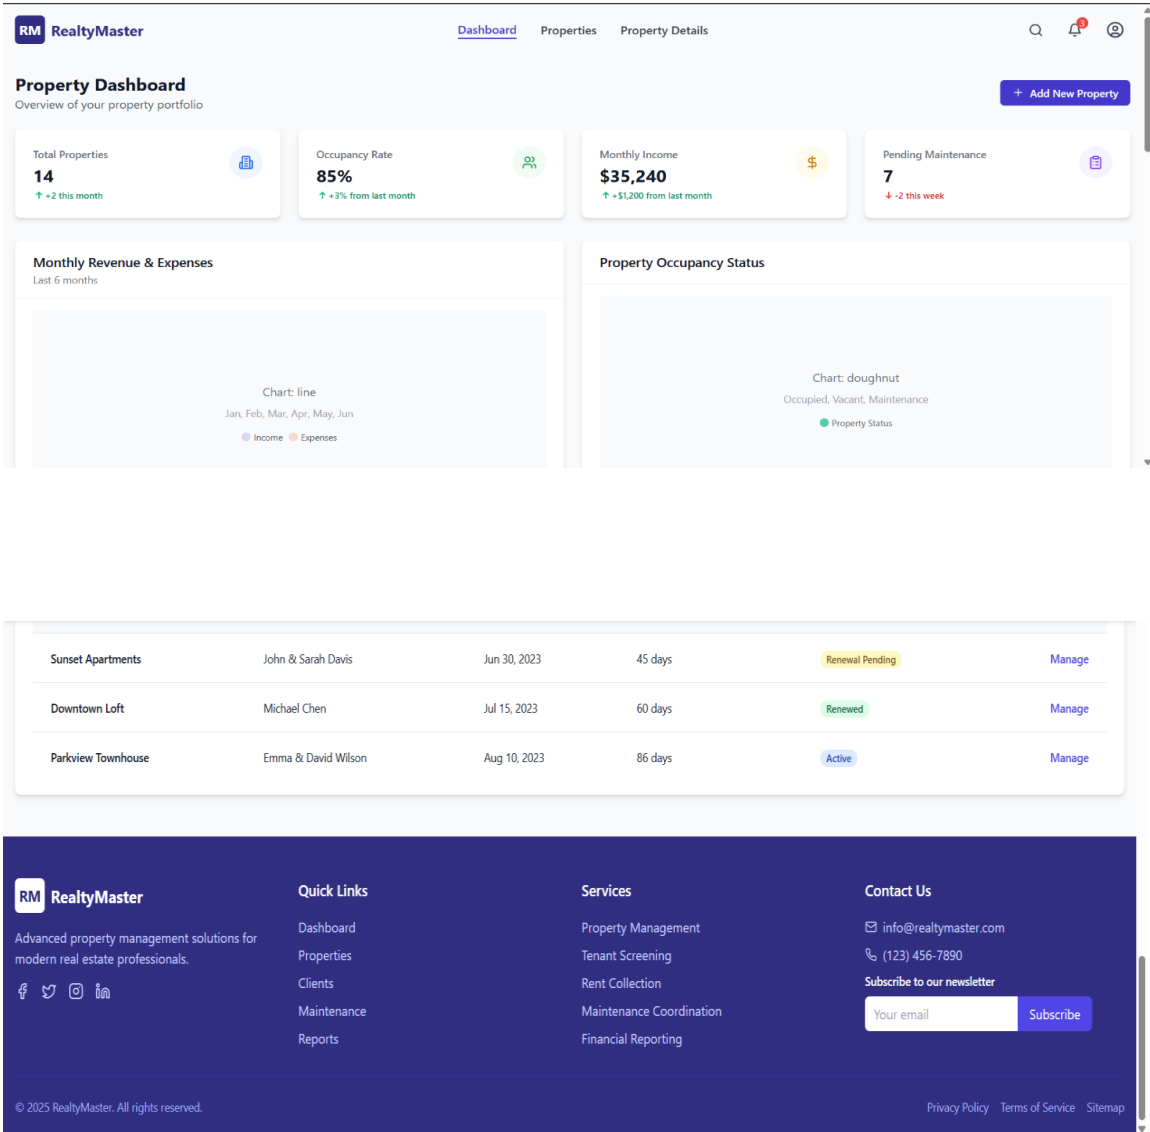 RM RealtyMaster
Dashboard Properties Property Details
3
Property Dashboard
Overview of your property portfolio
+ Add New Property
Total Properties
14
↑ +2 this month
Occupancy Rate
85%
↑ +3% from last month
Monthly Income
$35,240
↑ +$1,200 from last month
$
Pending Maintenance
7
↓ -2 this week
Monthly Revenue & Expenses
Last 6 months
Chart: line
Jan, Feb, Mar, Apr, May, Jun
Income Expenses
Property Occupancy Status
Chart: doughnut
Occupied, Vacant, Maintenance
Property Status
Sunset Apartments John & Sarah Davis Jun 30, 2023 45 days Renewal Pending Manage
Downtown Loft Michael Chen Jul 15, 2023 60 days Renewed Manage
Parkview Townhouse Emma & David Wilson Aug 10, 2023 86 days Active Manage
RM RealtyMaster
Advanced property management solutions for
modern real estate professionals.
Quick Links
Dashboard
Properties
Clients
Maintenance
Reports
Services
Property Management
Tenant Screening
Rent Collection
Maintenance Coordination
Financial Reporting
Contact Us
info@realtymaster.com
(123) 456-7890
Subscribe to our newsletter
Your email Subscribe
© 2025 RealtyMaster. All rights reserved.
Privacy Policy Terms of Service Sitemap